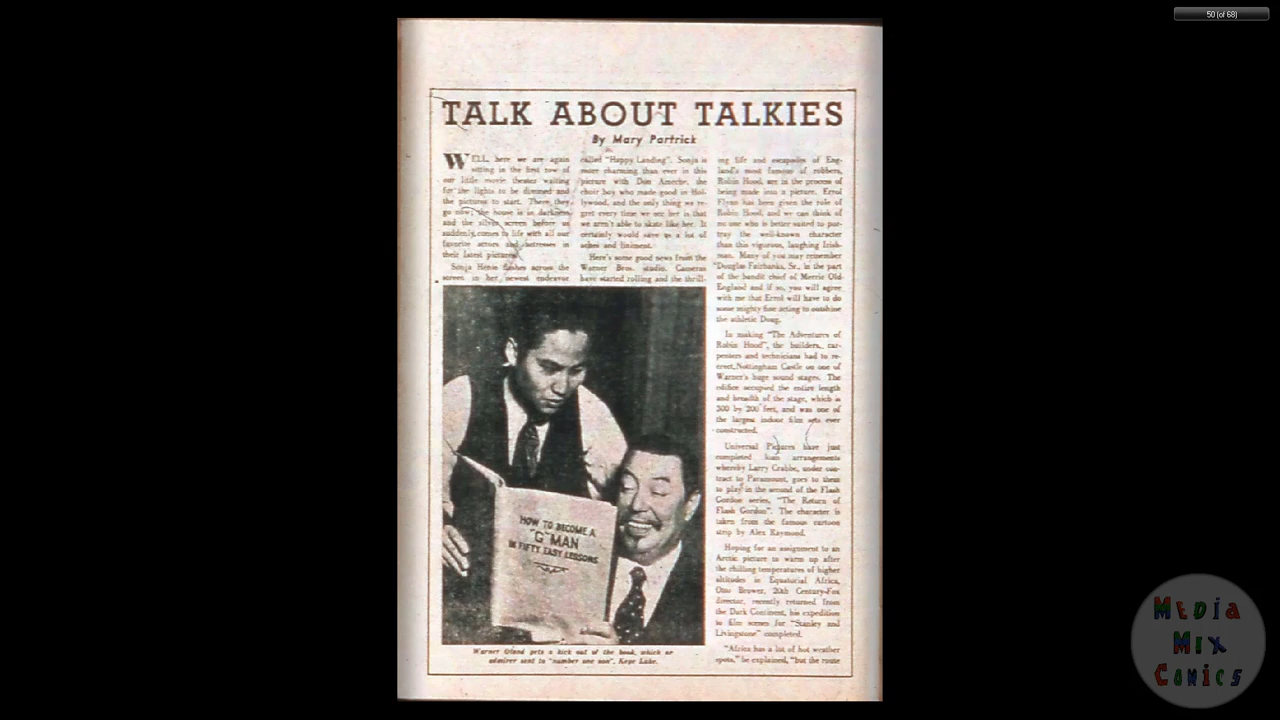 50 (of 68)
TALK ABOUT TALKIES
By Mary Partrick
WELL, here we are again
sitting in the first row of
our little movie theater waiting
for the lights to be dimmed and
the pictures to start. There they
go now; the house is in darkness
and the silver screen before us
suddenly comes to life with all our
favorite actors and actresses in
their latest pictures.
Sonja Henie flashes across the
screen in her newest endeavor
called "Happy Landing". Sonja is
more charming than ever in this
picture with Don Ameche, the
choir boy who made good in Hol-
lywood, and the only thing we re-
gret every time we see her is that
we aren't able to skate like her. It
certainly would save us a lot of
aches and liniment.
Here's some good news from the
Warner Bros. studio. Cameras
have started rolling and the thrill-
ing life and escapades of Eng-
land's most famous of robbers,
Robin Hood, are in the process of
being made into a picture. Errol
Flynn has been given the role of
Robin Hood, and we can think of
no one who is better suited to por-
tray the well-known character
than this vigorous, laughing Irish-
man. Many of you may remember
Douglas Fairbanks, Sr., in the part
of the bandit chief of Merrie Old
England and if so, you will agree
with me that Errol will have to do
some mighty fine acting to outshine
the athletic Doug.
In making "The Adventures of
Robin Hood", the builders, car-
penters and technicians had to re-
erect Nottingham Castle on one of
Warner's huge sound stages. The
edifice occupied the entire length
and breadth of the stage, which is
300 by 200 feet, and was one of
the largest indoor film sets ever
constructed.
Universal Pictures have just
completed loan arrangements
whereby Larry Crabbe, under con-
tract to Paramount, goes to them
to play in the second of the Flash
Gordon series, "The Return of
Flash Gordon". The character is
taken from the famous cartoon
strip by Alex Raymond.
Hoping for an assignment to an
Arctic picture to warm up after
the chilling temperatures of higher
altitudes in Equatorial Africa,
Otto Brower, 20th Century-Fox
director, recently returned from
the Dark Continent, his expedition
to film scenes for "Stanley and
Livingstone" completed.
"Africa has a lot of hot weather
spots," he explained, "but the route
HOW TO BECOME A
"G" MAN
IN FIFTY EASY LESSONS
Warner Oland gets a kick out of the book, which an
admirer sent to "number one son", Keye Luke.
MEDIA
MIX
COMICS